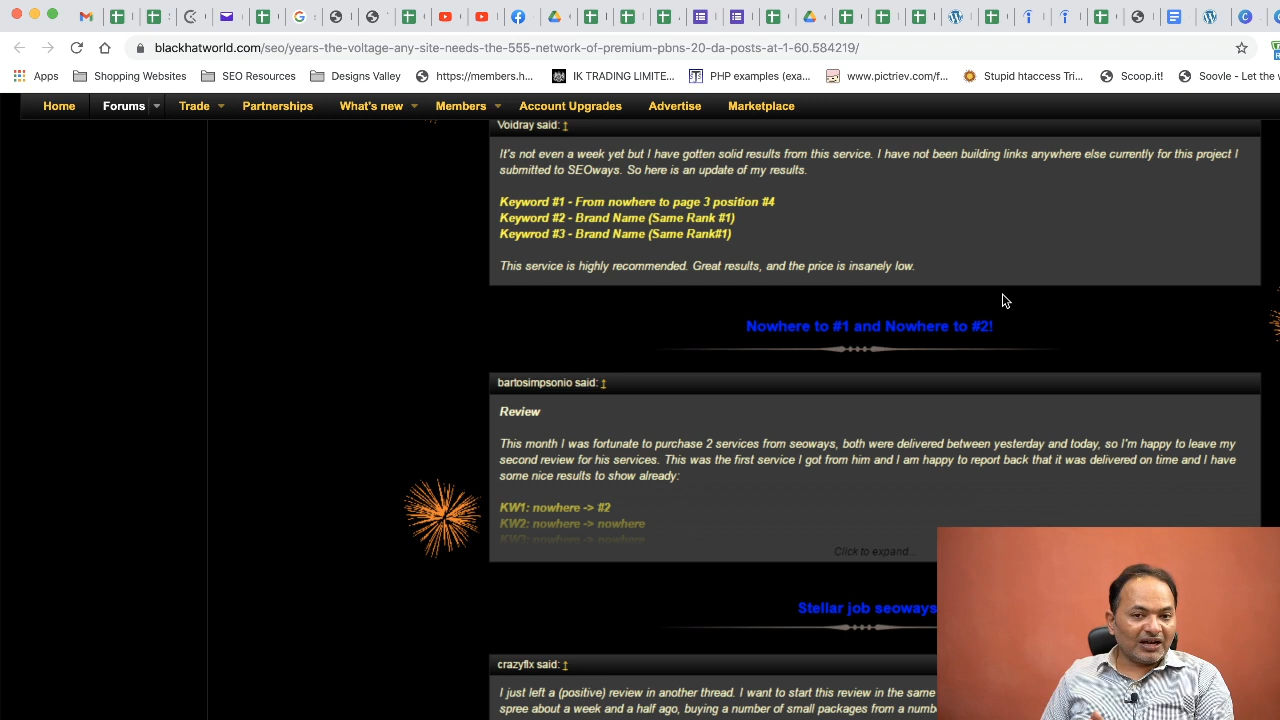 blackhatworld.com/seo/years-the-voltage-any-site-needs-the-555-network-of-premium-pbns-20-da-posts-at-1-60.584219/
Apps Shopping Websites SEO Resources Designs Valley https://members.h... IK TRADING LIMITE... PHP examples (exa... www.pictriev.com/f... Stupid htaccess Tri... Scoop.it! Soovle - Let the
Home Forums Trade Partnerships What's new Members Account Upgrades Advertise Marketplace
Voidray said: ↑
It's not even a week yet but I have gotten solid results from this service. I have not been building links anywhere else currently for this project I
submitted to SEOways. So here is an update of my results.
Keyword #1 - From nowhere to page 3 position #4
Keyword #2 - Brand Name (Same Rank #1)
Keywrod #3 - Brand Name (Same Rank#1)
This service is highly recommended. Great results, and the price is insanely low.
Nowhere to #1 and Nowhere to #2!
bartosimpsonio said: ↑
Review
This month I was fortunate to purchase 2 services from seoways, both were delivered between yesterday and today, so I'm happy to leave my
second review for his services. This was the first service I got from him and I am happy to report back that it was delivered on time and I have
some nice results to show already:
KW1: nowhere -> #2
KW2: nowhere -> nowhere
KW3: nowhere -> nowhere
Click to expand...
Stellar job seoways
crazyflx said: ↑
I just left a (positive) review in another thread. I want to start this review in the same
spree about a week and a half ago, buying a number of small packages from a